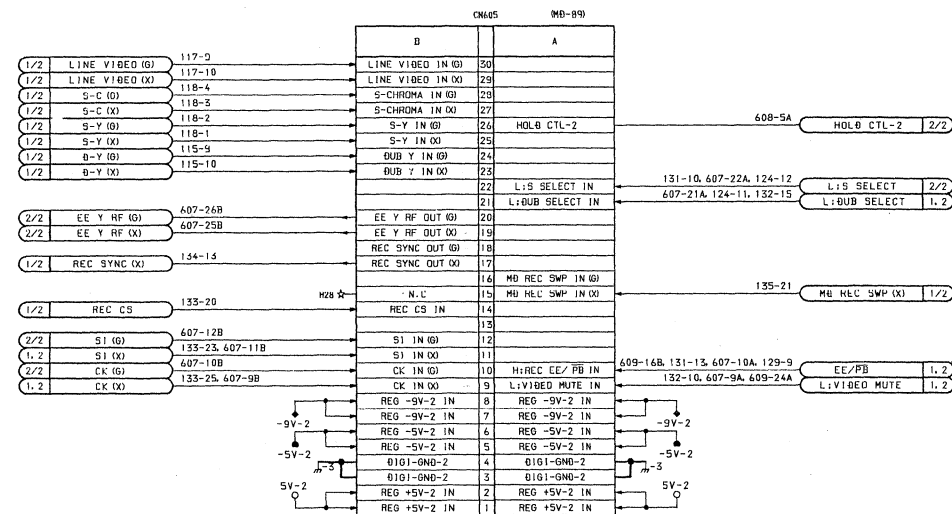 CN605 (MD-89)
B A
117-9
1/2 LINE VIDEO (G) LINE VIDEO IN (G) 30
117-10
1/2 LINE VIDEO (X) LINE VIDEO IN (X) 29
118-4
1/2 S-C (G) S-CHROMA IN (G) 28
118-3
1/2 S-C (X) S-CHROMA IN (X) 27
118-2 608-5A
1/2 S-Y (G) S-Y IN (G) 26 HOLD CTL-2 HOLD CTL-2 2/2
118-1
1/2 S-Y (X) S-Y IN (X) 25
115-9
1/2 D-Y (G) DUB Y IN (G) 24
115-10
1/2 D-Y (X) DUB Y IN (X) 23
131-10, 607-22A, 124-12
22 L:S SELECT IN L:S SELECT 2/2
607-21A, 124-11, 132-15
21 L:DUB SELECT IN L:DUB SELECT 1, 2
607-26B
2/2 EE Y RF (G) EE Y RF OUT (G) 20
607-25B
2/2 EE Y RF (X) EE Y RF OUT (X) 19
REC SYNC OUT (G) 18
134-13
1/2 REC SYNC (X) REC SYNC OUT (X) 17
16 MD REC SWP IN (G)
135-21
H28 ☆ N.C 15 MD REC SWP IN (X) MD REC SWP (X) 1/2
133-20
1/2 REC CS REC CS IN 14
13
607-12B
2/2 SI (G) SI IN (G) 12
133-23, 607-11B
1, 2 SI (X) SI IN (X) 11
607-10B 609-16B, 131-13, 607-10A, 129-9
2/2 CK (G) CK IN (G) 10 H:REC EE/ PB IN EE/PB 1, 2
133-25, 607-9B 132-10, 607-9A, 609-24A
1, 2 CK (X) CK IN (X) 9 L:VIDEO MUTE IN L:VIDEO MUTE 1, 2
REG -9V-2 IN 8 REG -9V-2 IN
-9V-2 REG -9V-2 IN 7 REG -9V-2 IN -9V-2
REG -5V-2 IN 6 REG -5V-2 IN
-5V-2 REG -5V-2 IN 5 REG -5V-2 IN -5V-2
-3 DIGI-GND-2 4 DIGI-GND-2 -3
DIGI-GND-2 3 DIGI-GND-2
5V-2 REG +5V-2 IN 2 REG +5V-2 IN 5V-2
REG +5V-2 IN 1 REG +5V-2 IN